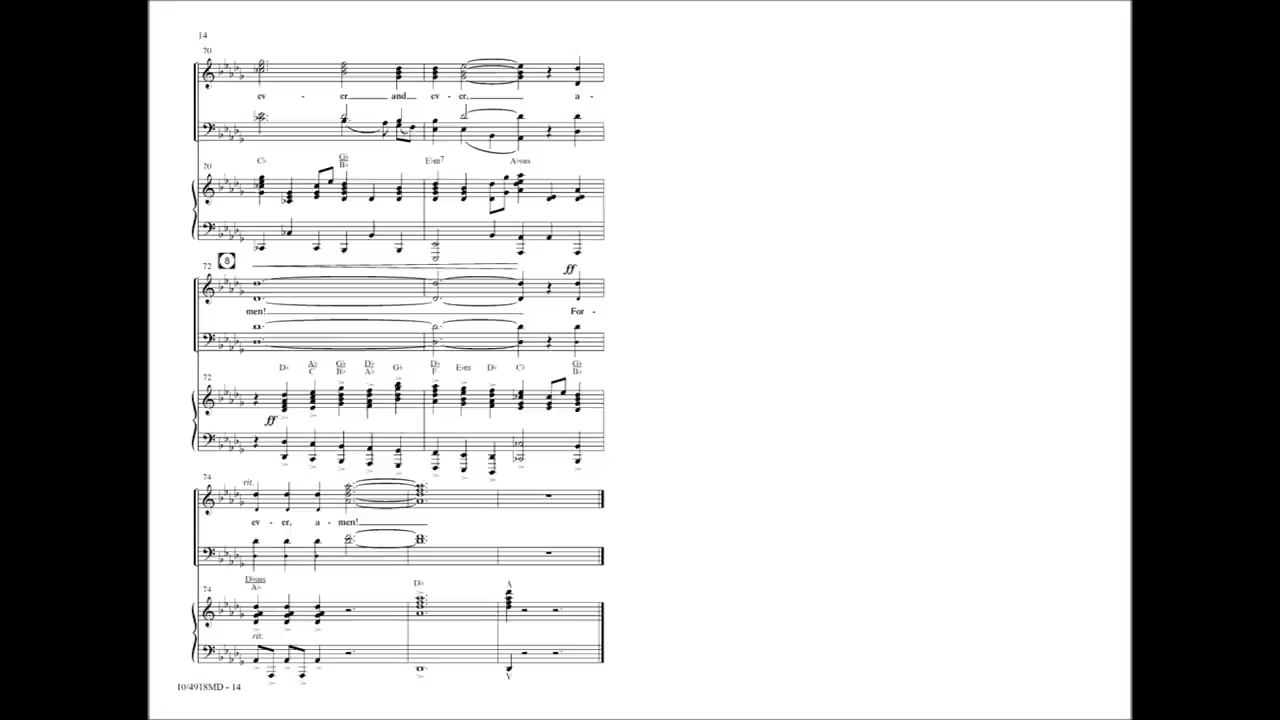 14
70
ev - er and ev - er, a -
C♭ G♭/B♭ E♭m7 A♭sus
70
8
72
ff
men! For -
D♭ A♭/C G♭/B♭ D♭/A♭ G♭ D♭/F E♭m D♭ C♭ G♭/B♭
72
ff
rit.
74
ev - er, a - men!
D♭sus/A♭ D♭
74
rit.
10/4918MD - 14